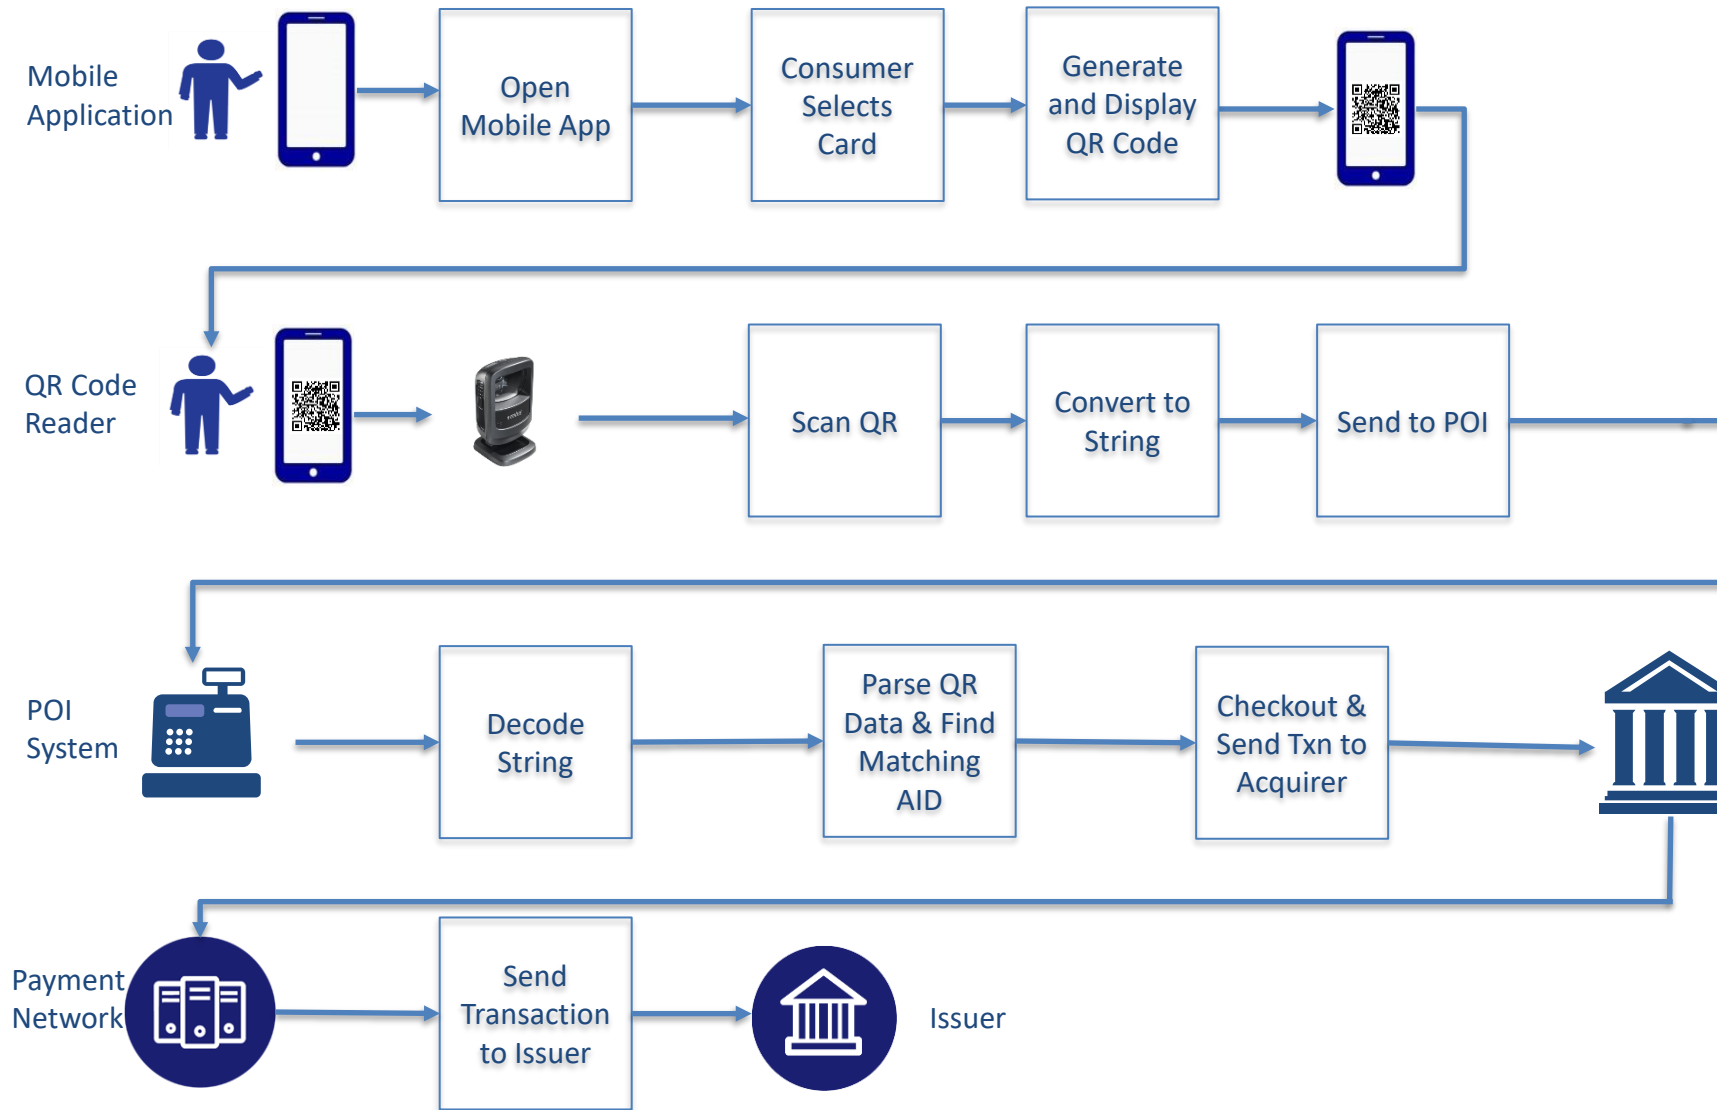 Mobile
Application
Open
Mobile App
Consumer
Selects
Card
Generate
and Display
QR Code
QR Code
Reader
Scan QR
Convert to
String
Send to POI
POI
System
Decode
String
Parse QR
Data & Find
Matching
AID
Checkout &
Send Txn to
Acquirer
Payment
Network
Send
Transaction
to Issuer
Issuer